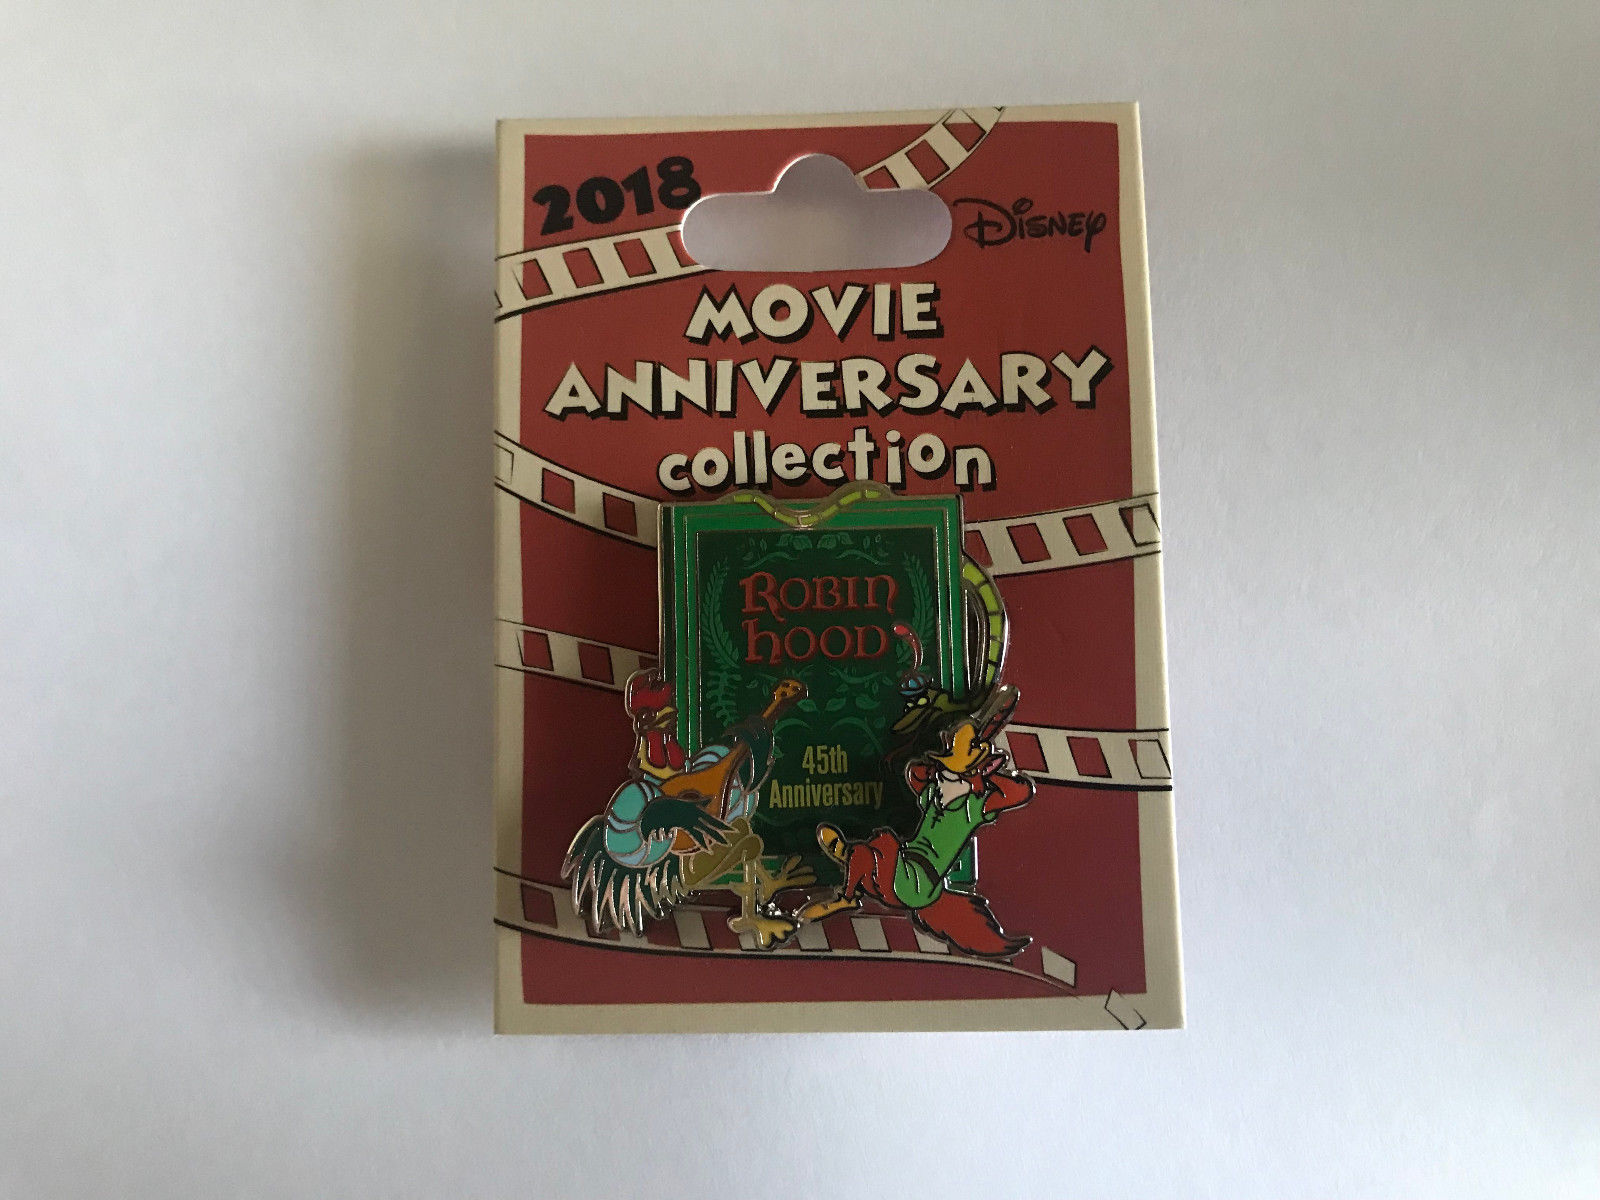 2018
Disney
MOVIE
ANNIVERSARY
collection
ROBIN
hOOD
45th
Anniversary